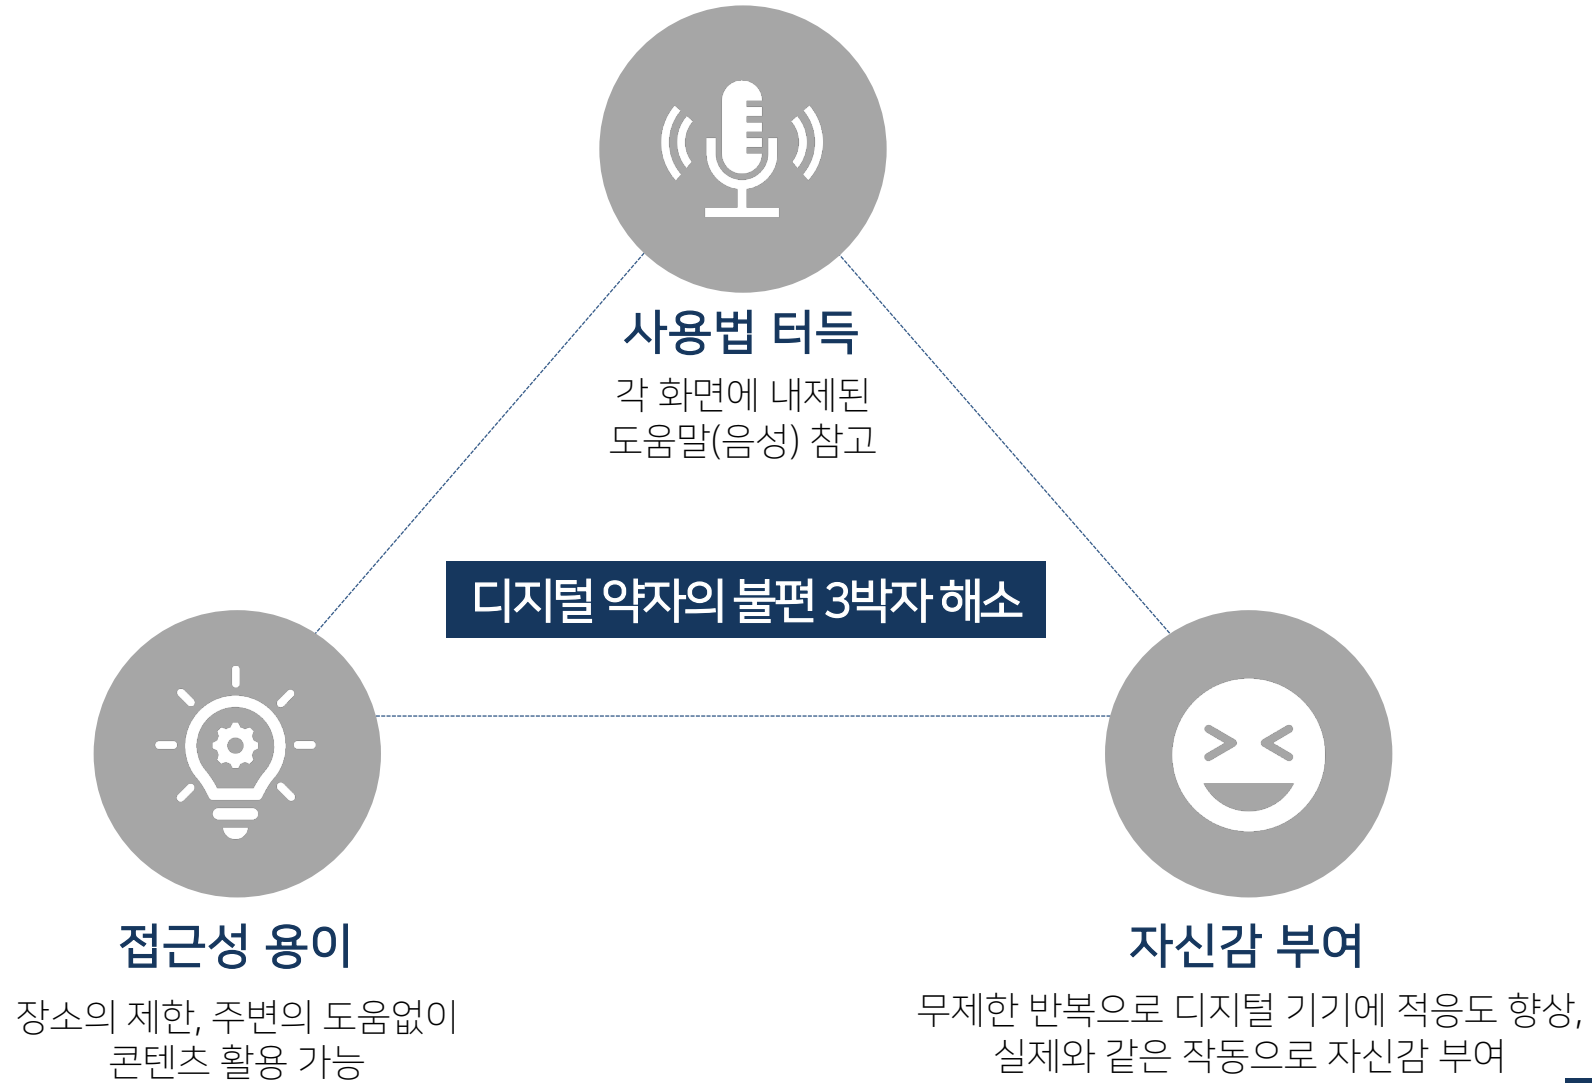 사용법 터득
각 화면에 내제된
도움말(음성) 참고
디지털 약자의 불편 3박자 해소
접근성 용이
장소의 제한, 주변의 도움없이
콘텐츠 활용 가능
자신감 부여
무제한 반복으로 디지털 기기에 적응도 향상,
실제와 같은 작동으로 자신감 부여